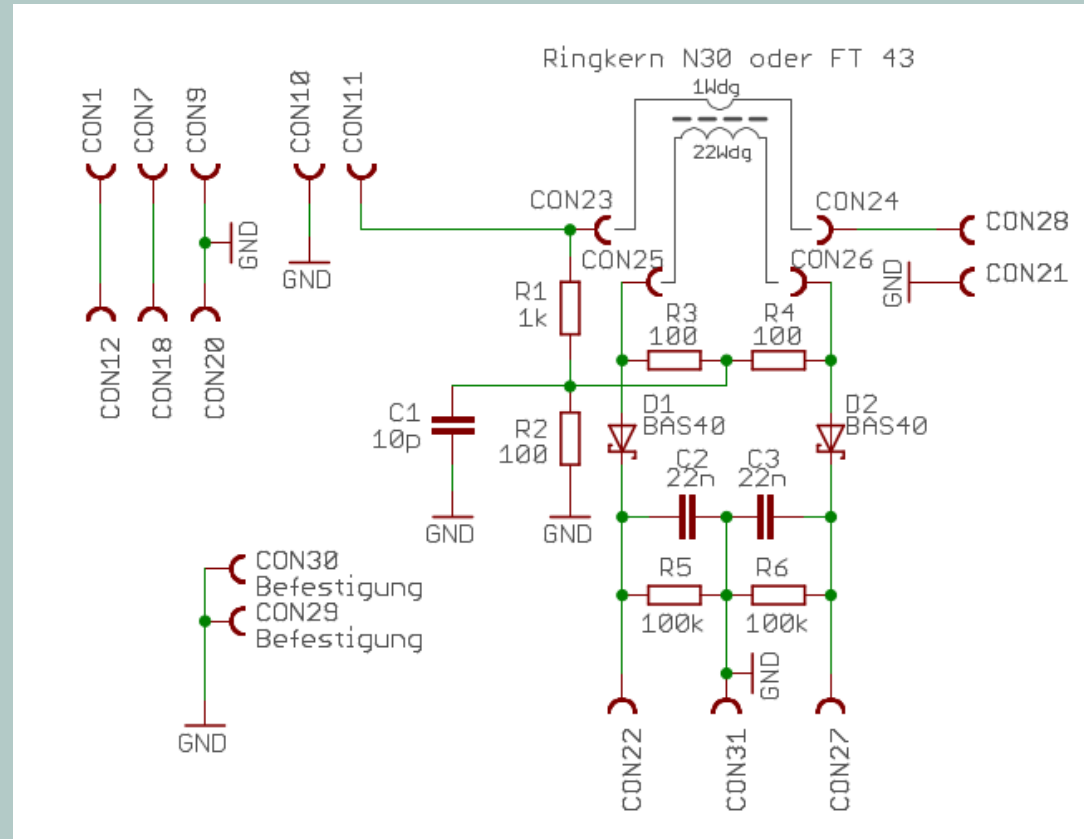 Ringkern N30 oder FT 43
1Wdg
22Wdg
CON1
CON7
CON9
CON10
CON11
CON23
CON24
CON28
CON25
CON26
CON21
GND
GND
GND
R1
1k
R3
100
R4
100
CON12
CON18
CON20
C1
10p
R2
100
D1
BAS40
D2
BAS40
C2
22n
C3
22n
GND
GND
CON30
Befestigung
CON29
Befestigung
R5
100k
R6
100k
GND
GND
CON22
CON31
CON27